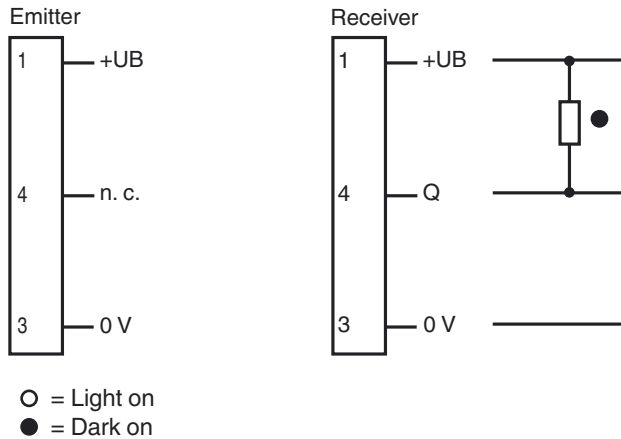 Emitter
1 +UB
4 n. c.
3 0 V
Receiver
1 +UB
4 Q
3 0 V
= Light on
= Dark on